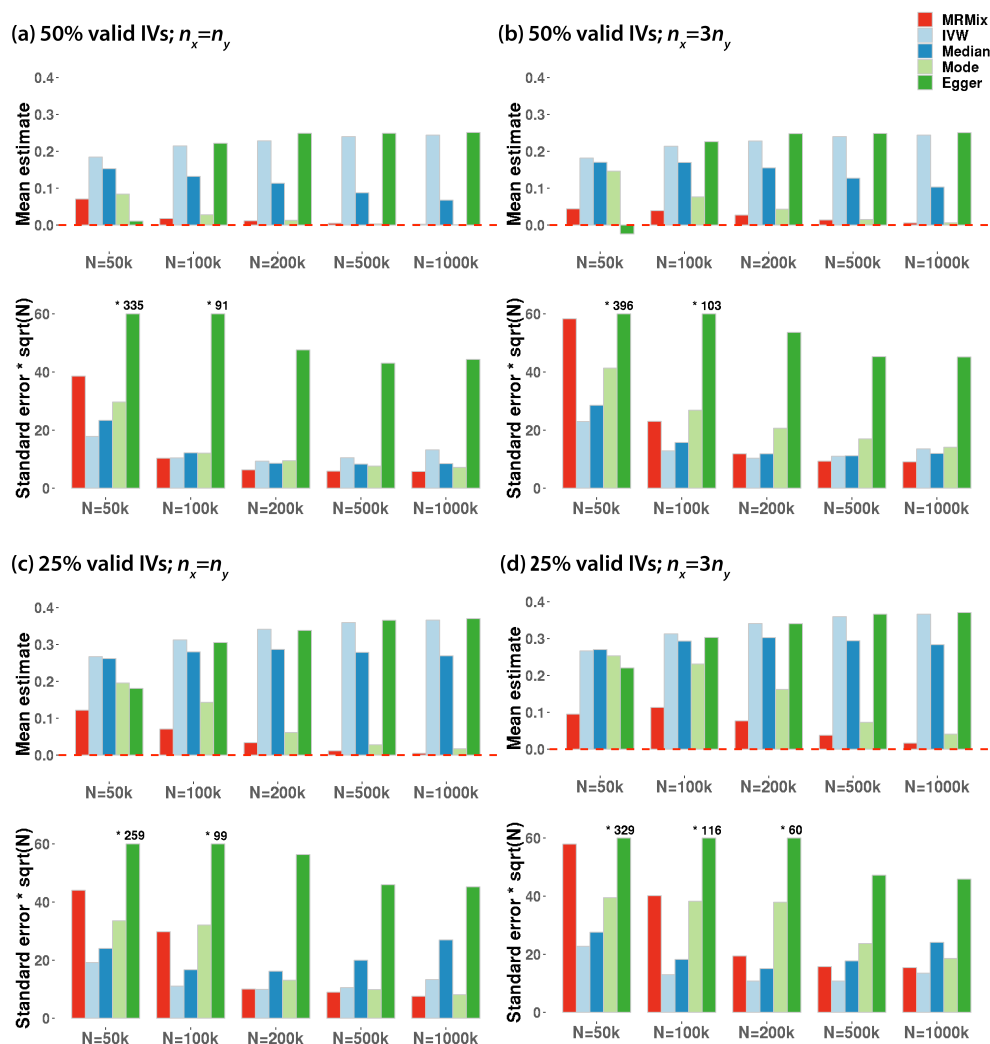 MRMix
IVW
Median
Mode
Egger
(a) 50% valid IVs; nx=ny
Mean estimate
0.4
0.3
0.2
0.1
0.0
N=50k N=100k N=200k N=500k N=1000k
Standard error * sqrt(N)
* 335 * 91
60
40
20
0
N=50k N=100k N=200k N=500k N=1000k
(b) 50% valid IVs; nx=3ny
Mean estimate
0.4
0.3
0.2
0.1
0.0
N=50k N=100k N=200k N=500k N=1000k
Standard error * sqrt(N)
* 396 * 103
60
40
20
0
N=50k N=100k N=200k N=500k N=1000k
(c) 25% valid IVs; nx=ny
Mean estimate
0.4
0.3
0.2
0.1
0.0
N=50k N=100k N=200k N=500k N=1000k
Standard error * sqrt(N)
* 259 * 99
60
40
20
0
N=50k N=100k N=200k N=500k N=1000k
(d) 25% valid IVs; nx=3ny
Mean estimate
0.4
0.3
0.2
0.1
0.0
N=50k N=100k N=200k N=500k N=1000k
Standard error * sqrt(N)
* 329 * 116 * 60
60
40
20
0
N=50k N=100k N=200k N=500k N=1000k